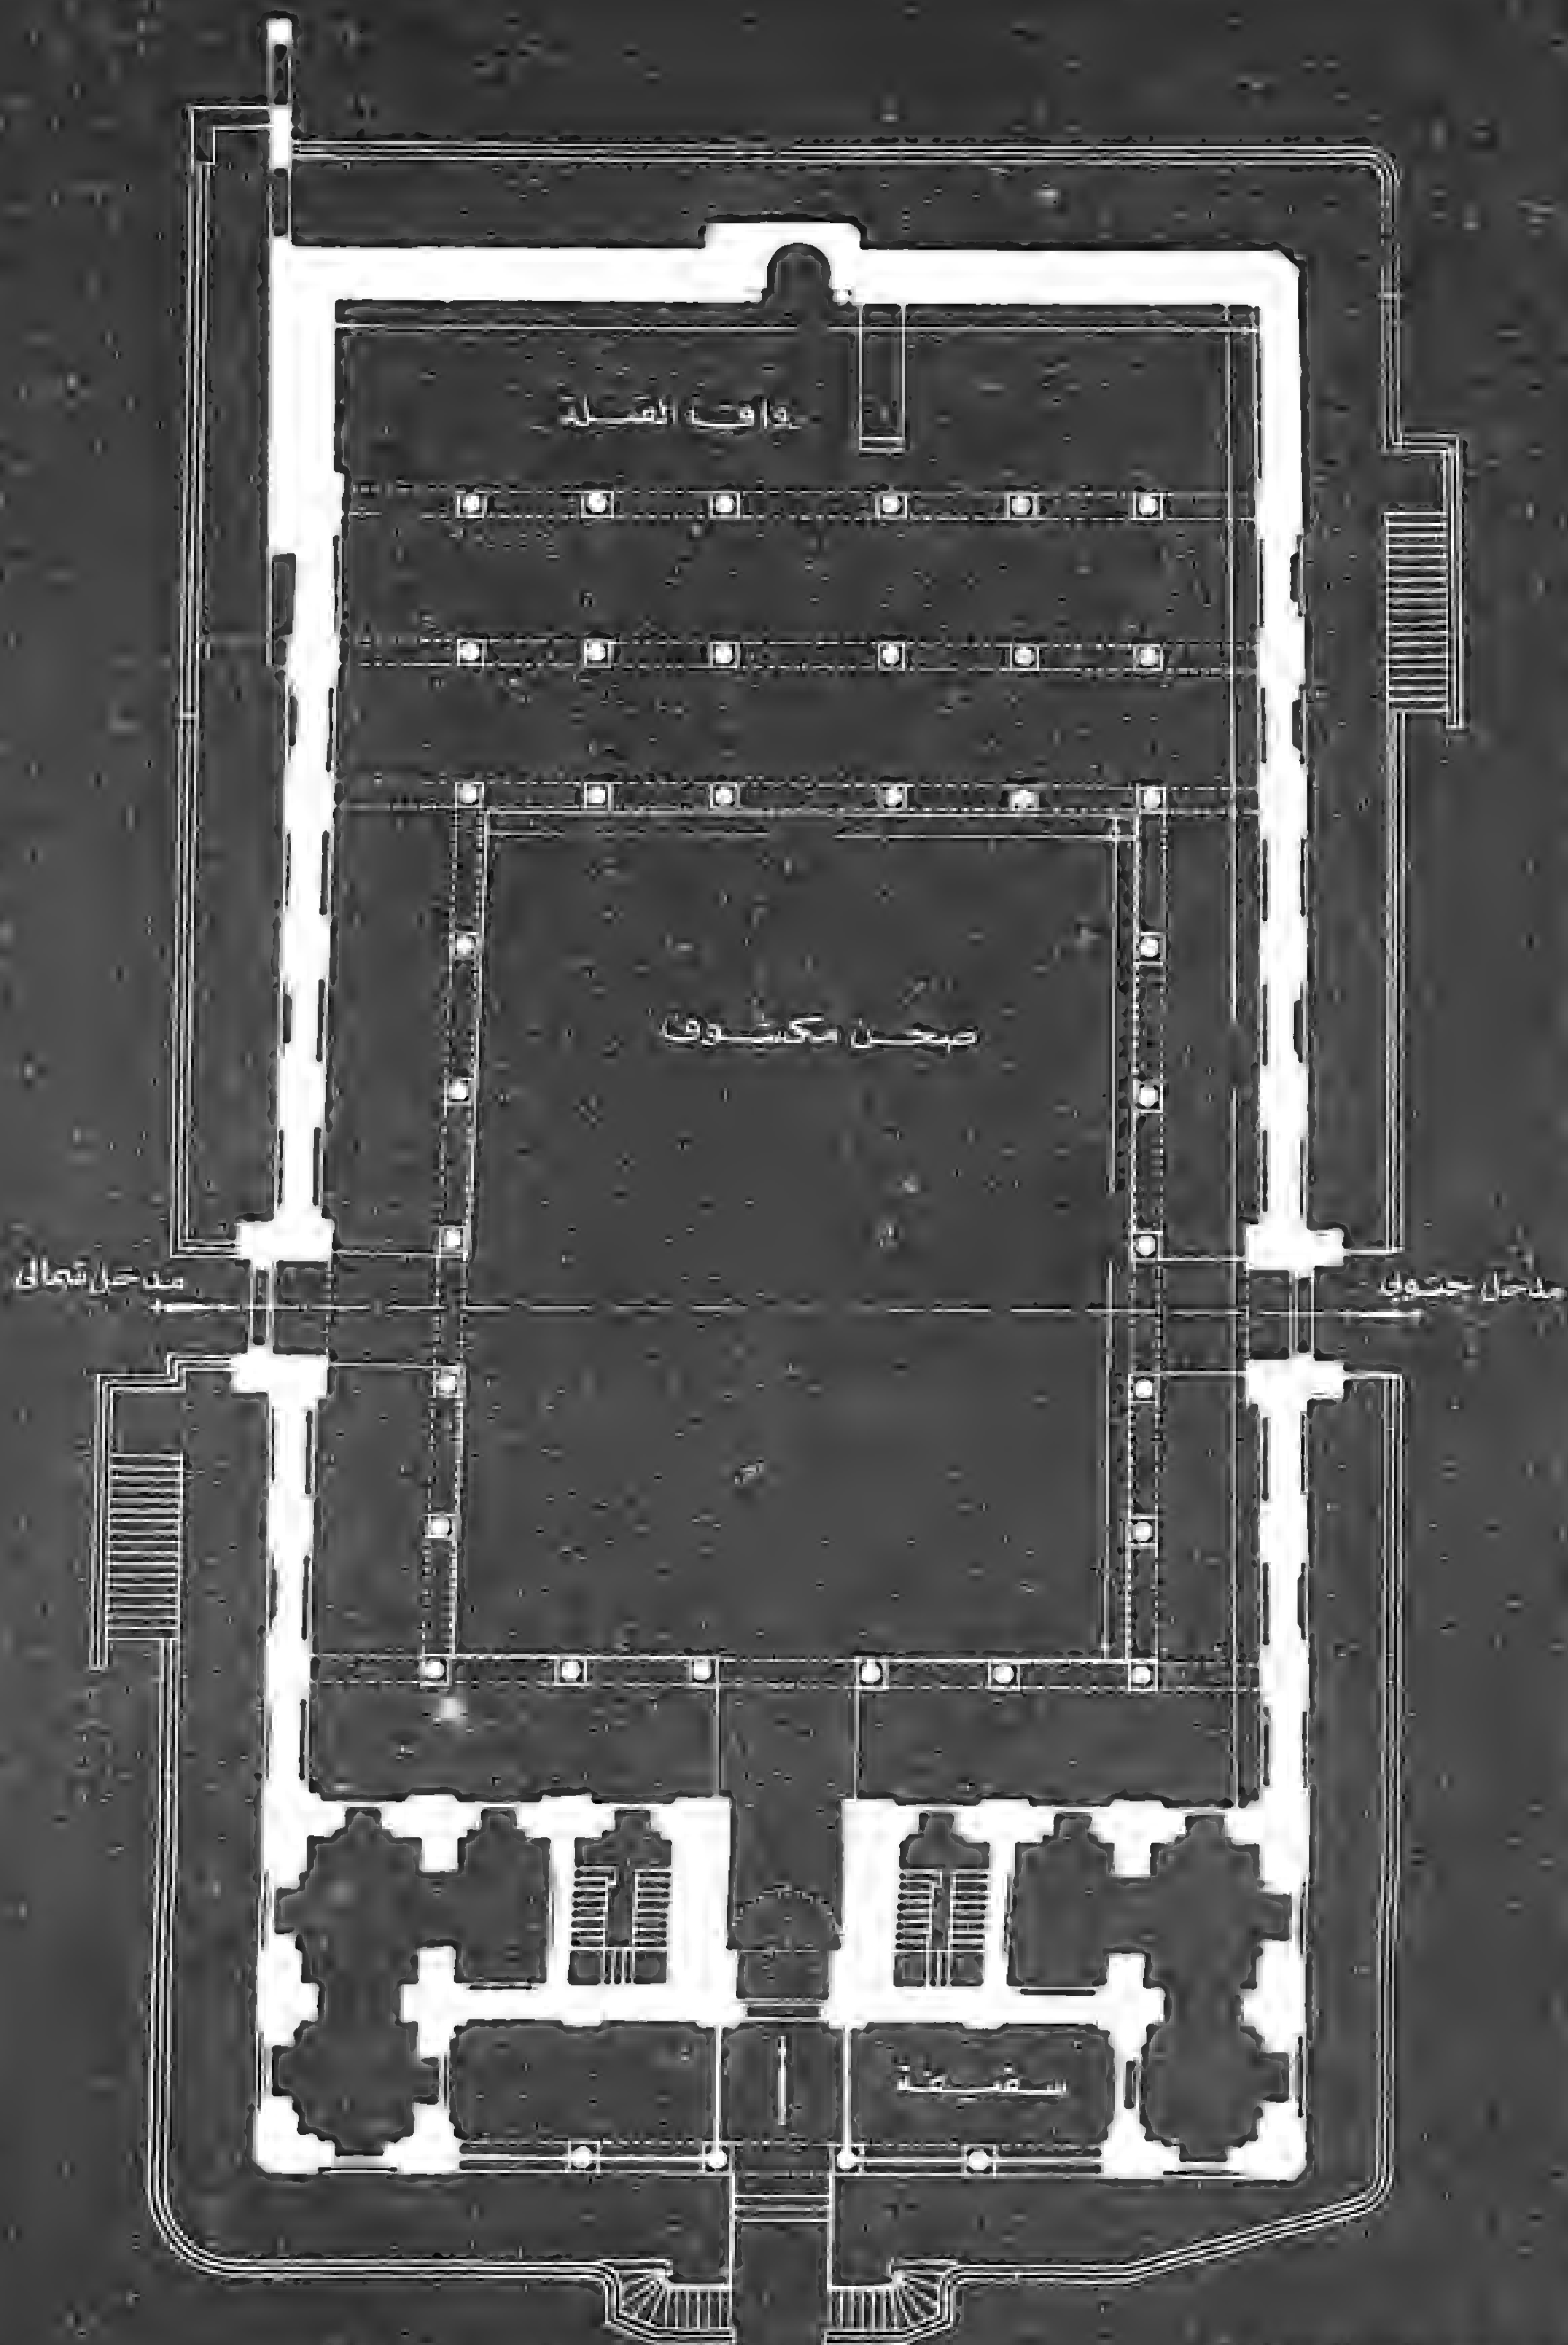 رواق القبلة
صحن مكشوف
مدخل شمالي
مدخل جنوبي
سقيفة